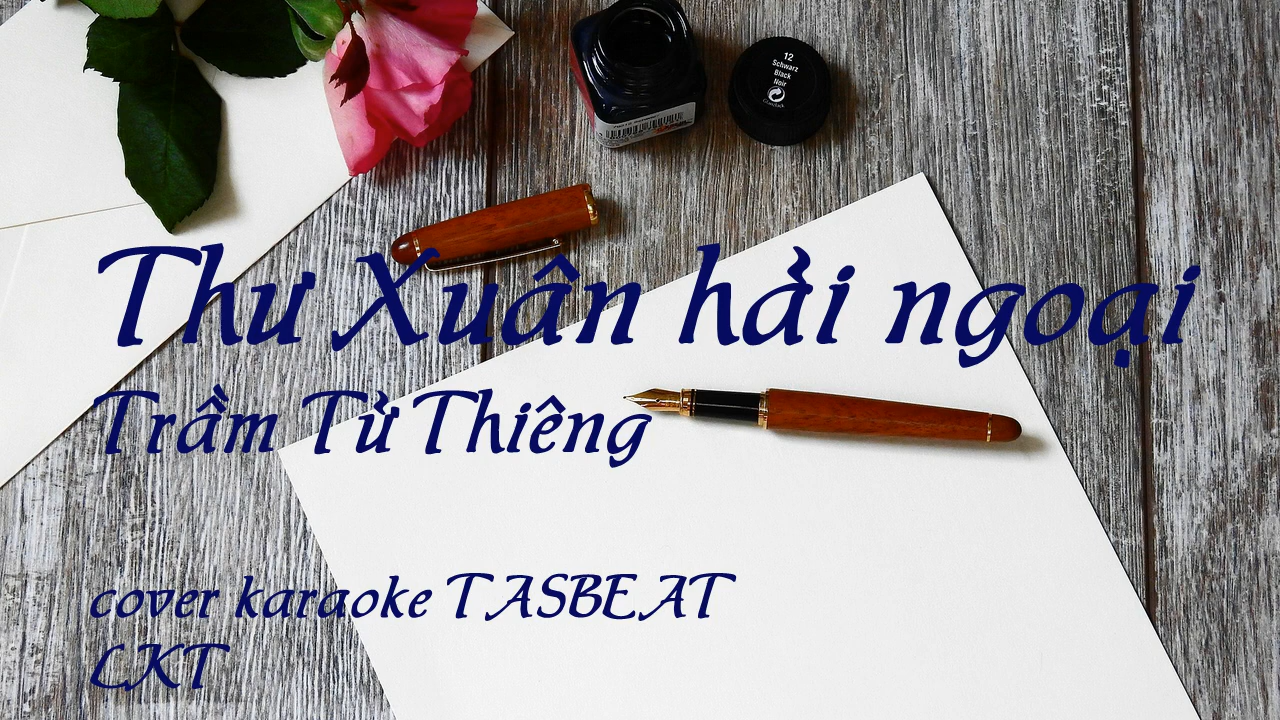 12
Schwarz
Black
Noir
Thư Xuân hải ngoại
Trầm Tử Thiêng
cover karaoke TASBEAT
LKT